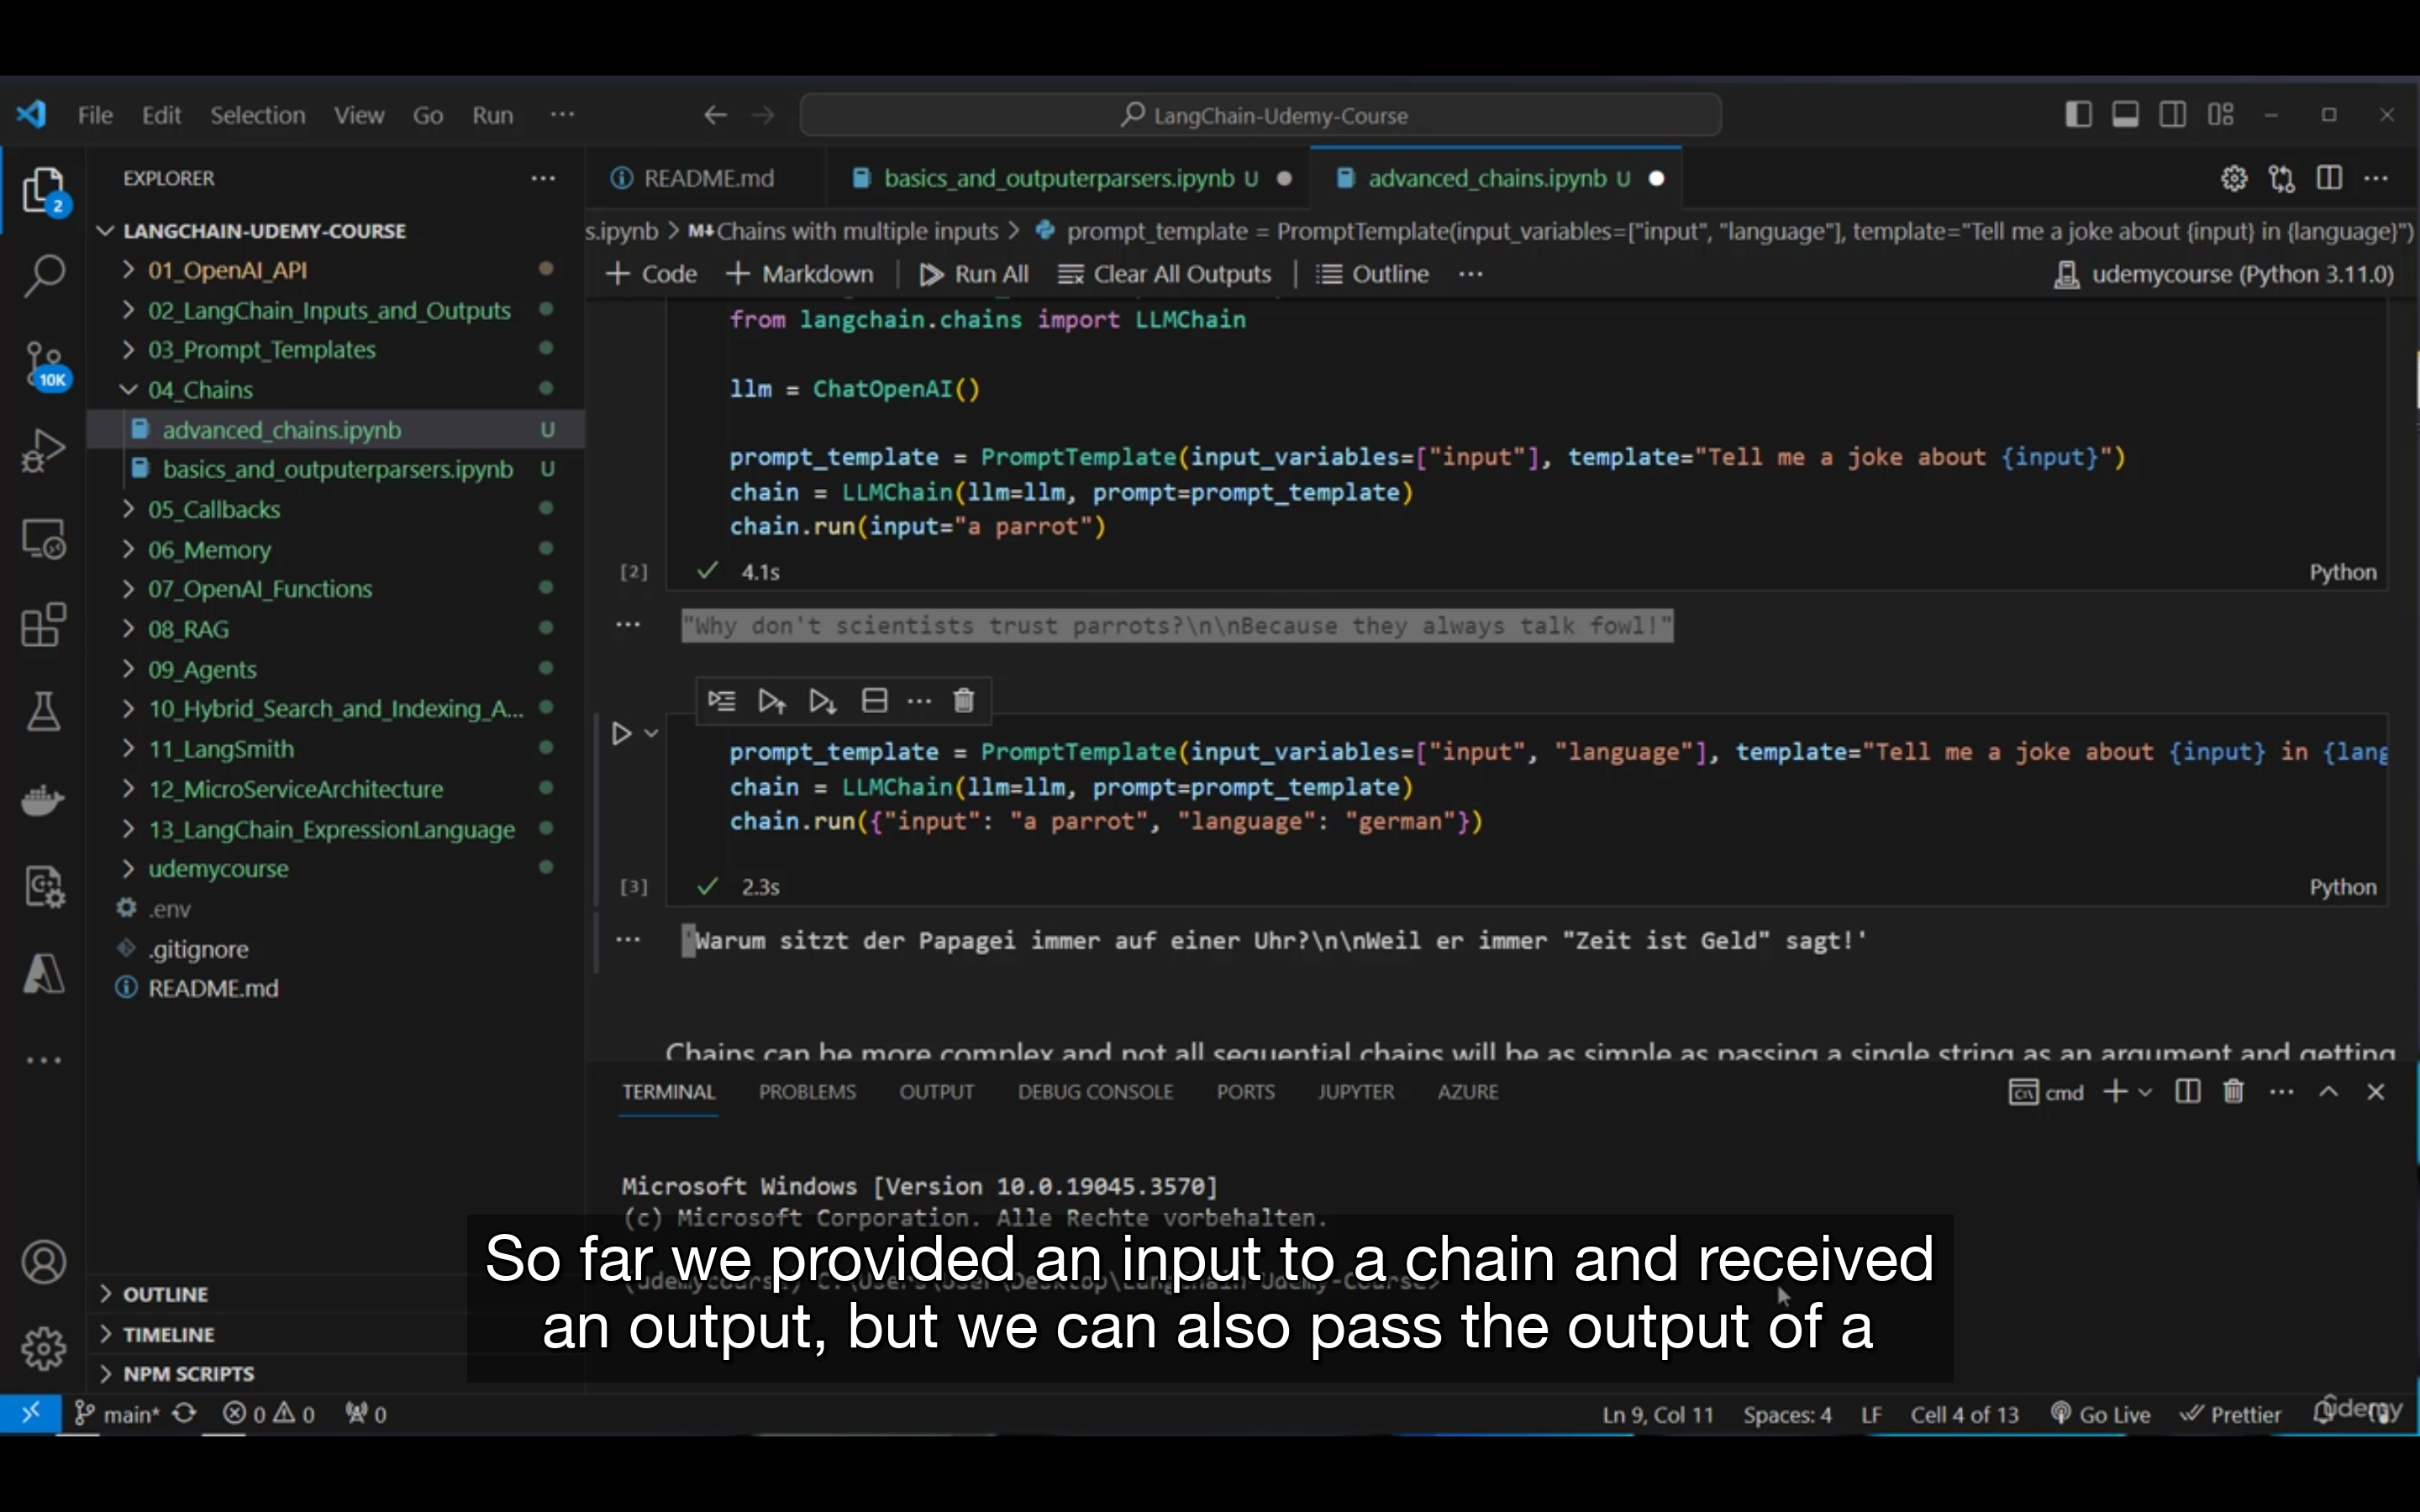 File Edit Selection View Go Run ···
LangChain-Udemy-Course
EXPLORER
2
10K
LANGCHAIN-UDEMY-COURSE
01_OpenAI_API
02_LangChain_Inputs_and_Outputs
03_Prompt_Templates
04_Chains
advanced_chains.ipynb U
basics_and_outputerparsers.ipynb U
05_Callbacks
06_Memory
07_OpenAI_Functions
08_RAG
09_Agents
10_Hybrid_Search_and_Indexing_A...
11_LangSmith
12_MicroServiceArchitecture
13_LangChain_ExpressionLanguage
udemycourse
.env
.gitignore
README.md
OUTLINE
TIMELINE
NPM SCRIPTS
README.md
basics_and_outputerparsers.ipynb U
advanced_chains.ipynb U
s.ipynb > M↓ Chains with multiple inputs > prompt_template = PromptTemplate(input_variables=["input", "language"], template="Tell me a joke about {input} in {language}")
+ Code + Markdown | Run All Clear All Outputs | Outline ···
udemycourse (Python 3.11.0)
from langchain.chains import LLMChain
llm = ChatOpenAI()
prompt_template = PromptTemplate(input_variables=["input"], template="Tell me a joke about {input}")
chain = LLMChain(llm=llm, prompt=prompt_template)
chain.run(input="a parrot")
[2] ✓ 4.1s Python
"Why don't scientists trust parrots?\n\nBecause they always talk fowl!"
prompt_template = PromptTemplate(input_variables=["input", "language"], template="Tell me a joke about {input} in {lang
chain = LLMChain(llm=llm, prompt=prompt_template)
chain.run({"input": "a parrot", "language": "german"})
[3] ✓ 2.3s Python
'Warum sitzt der Papagei immer auf einer Uhr?\n\nWeil er immer "Zeit ist Geld" sagt!'
Chains can be more complex and not all sequential chains will be as simple as passing a single string as an argument and getting
TERMINAL PROBLEMS OUTPUT DEBUG CONSOLE PORTS JUPYTER AZURE
cmd
Microsoft Windows [Version 10.0.19045.3570]
(c) Microsoft Corporation. Alle Rechte vorbehalten.
(udemycourse) C:\Users\User\Desktop\LangChain-Udemy-Course>
So far we provided an input to a chain and received
an output, but we can also pass the output of a
main* 0 0 0
Ln 9, Col 11 Spaces: 4 LF Cell 4 of 13 Go Live Prettier
Udemy